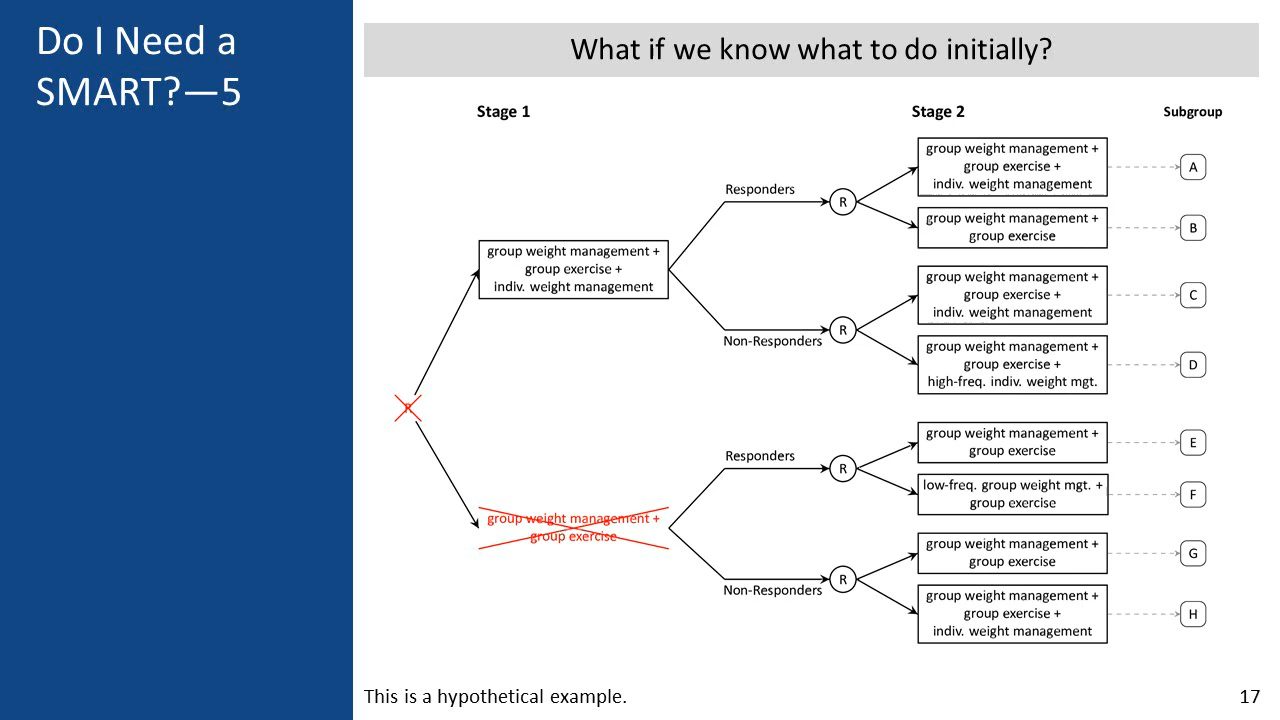 Do I Need a
SMART?—5
What if we know what to do initially?
Stage 1
Stage 2
Subgroup
group weight management +
group exercise +
indiv. weight management
A
Responders
R
group weight management +
group exercise
B
group weight management +
group exercise +
indiv. weight management
group weight management +
group exercise +
indiv. weight management
C
R
Non-Responders
group weight management +
group exercise +
high-freq. indiv. weight mgt.
D
R
group weight management +
group exercise
E
Responders
R
low-freq. group weight mgt. +
group exercise
F
group weight management +
group exercise
group weight management +
group exercise
G
R
Non-Responders
group weight management +
group exercise +
indiv. weight management
H
This is a hypothetical example.
17